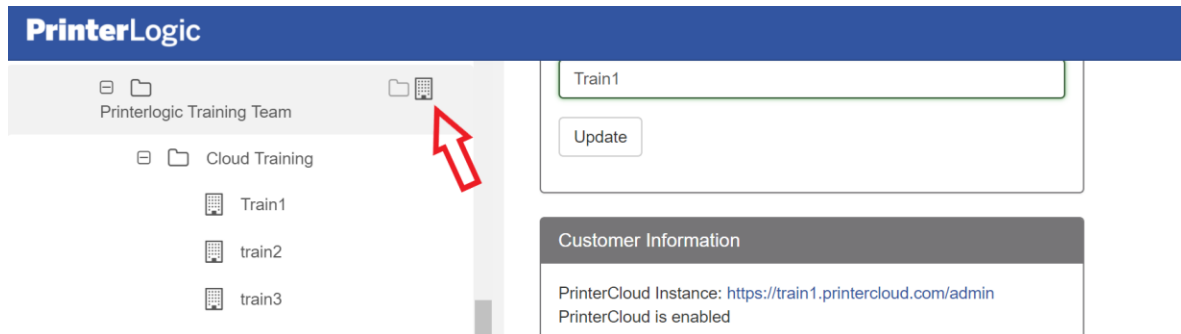 PrinterLogic
Printerlogic Training Team
Cloud Training
Train1
train2
train3
Train1
Update
Customer Information
PrinterCloud Instance: https://train1.printercloud.com/admin
PrinterCloud is enabled